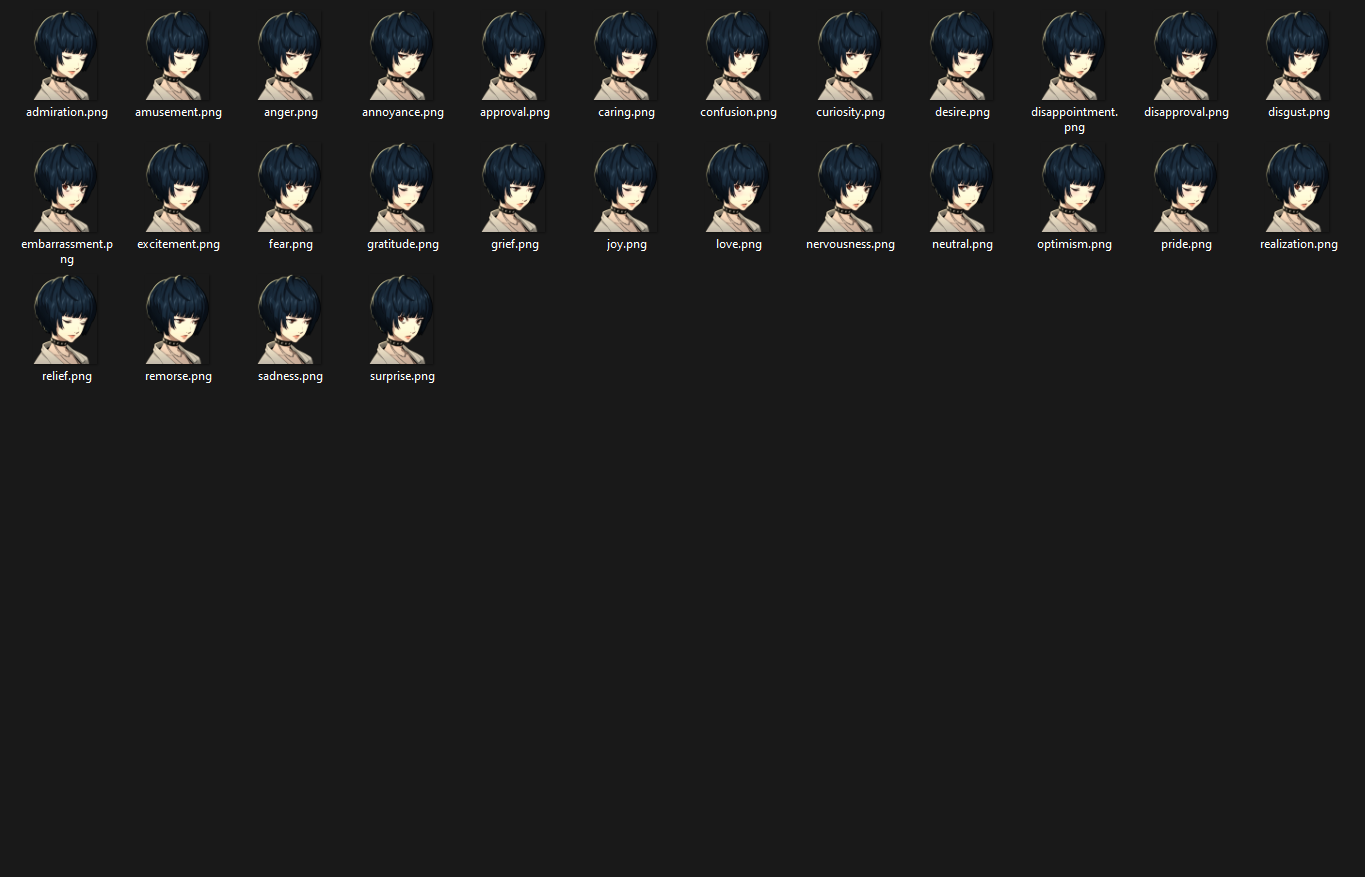 admiration.png
amusement.png
anger.png
annoyance.png
approval.png
caring.png
confusion.png
curiosity.png
desire.png
disappointment.
png
disapproval.png
disgust.png
embarrassment.p
ng
excitement.png
fear.png
gratitude.png
grief.png
joy.png
love.png
nervousness.png
neutral.png
optimism.png
pride.png
realization.png
relief.png
remorse.png
sadness.png
surprise.png